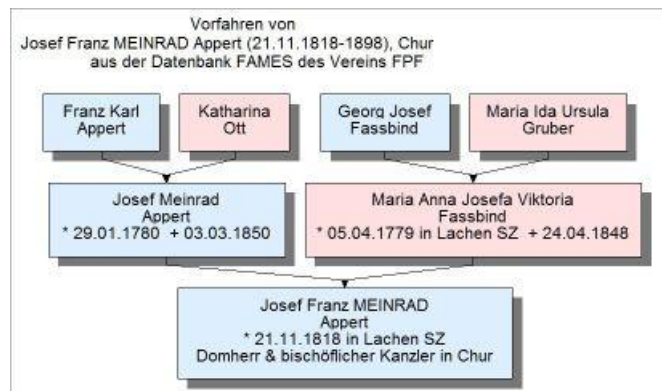 Vorfahren von
Josef Franz MEINRAD Appert (21.11.1818-1898), Chur
aus der Datenbank FAMES des Vereins FPF
Franz Karl
Appert
Katharina
Ott
Georg Josef
Fassbind
Maria Ida Ursula
Gruber
Josef Meinrad
Appert
* 29.01.1780 + 03.03.1850
Maria Anna Josefa Viktoria
Fassbind
* 05.04.1779 in Lachen SZ + 24.04.1848
Josef Franz MEINRAD
Appert
* 21.11.1818 in Lachen SZ
Domherr & bischöflicher Kanzler in Chur